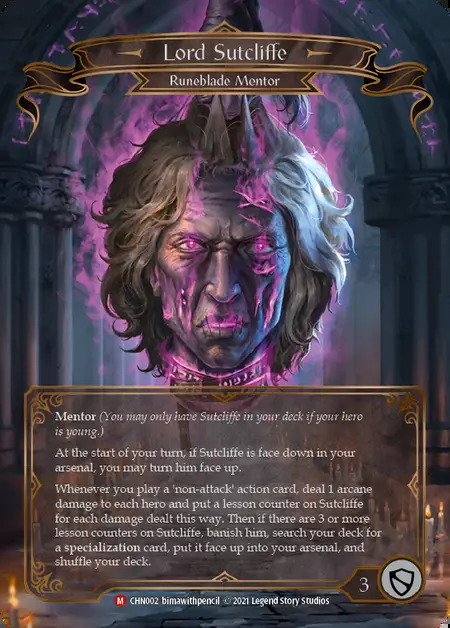 Lord Sutcliffe
Runeblade Mentor
Mentor (You may only have Sutcliffe in your deck if your hero
is young.)
At the start of your turn, if Sutcliffe is face down in your
arsenal, you may turn him face up.
Whenever you play a 'non-attack' action card, deal 1 arcane
damage to each hero and put a lesson counter on Sutcliffe
for each damage dealt this way. Then if there are 3 or more
lesson counters on Sutcliffe, banish him, search your deck for
a specialization card, put it face up into your arsenal, and
shuffle your deck.
3
M CHN002 bimawithpencil © 2021 Legend Story Studios